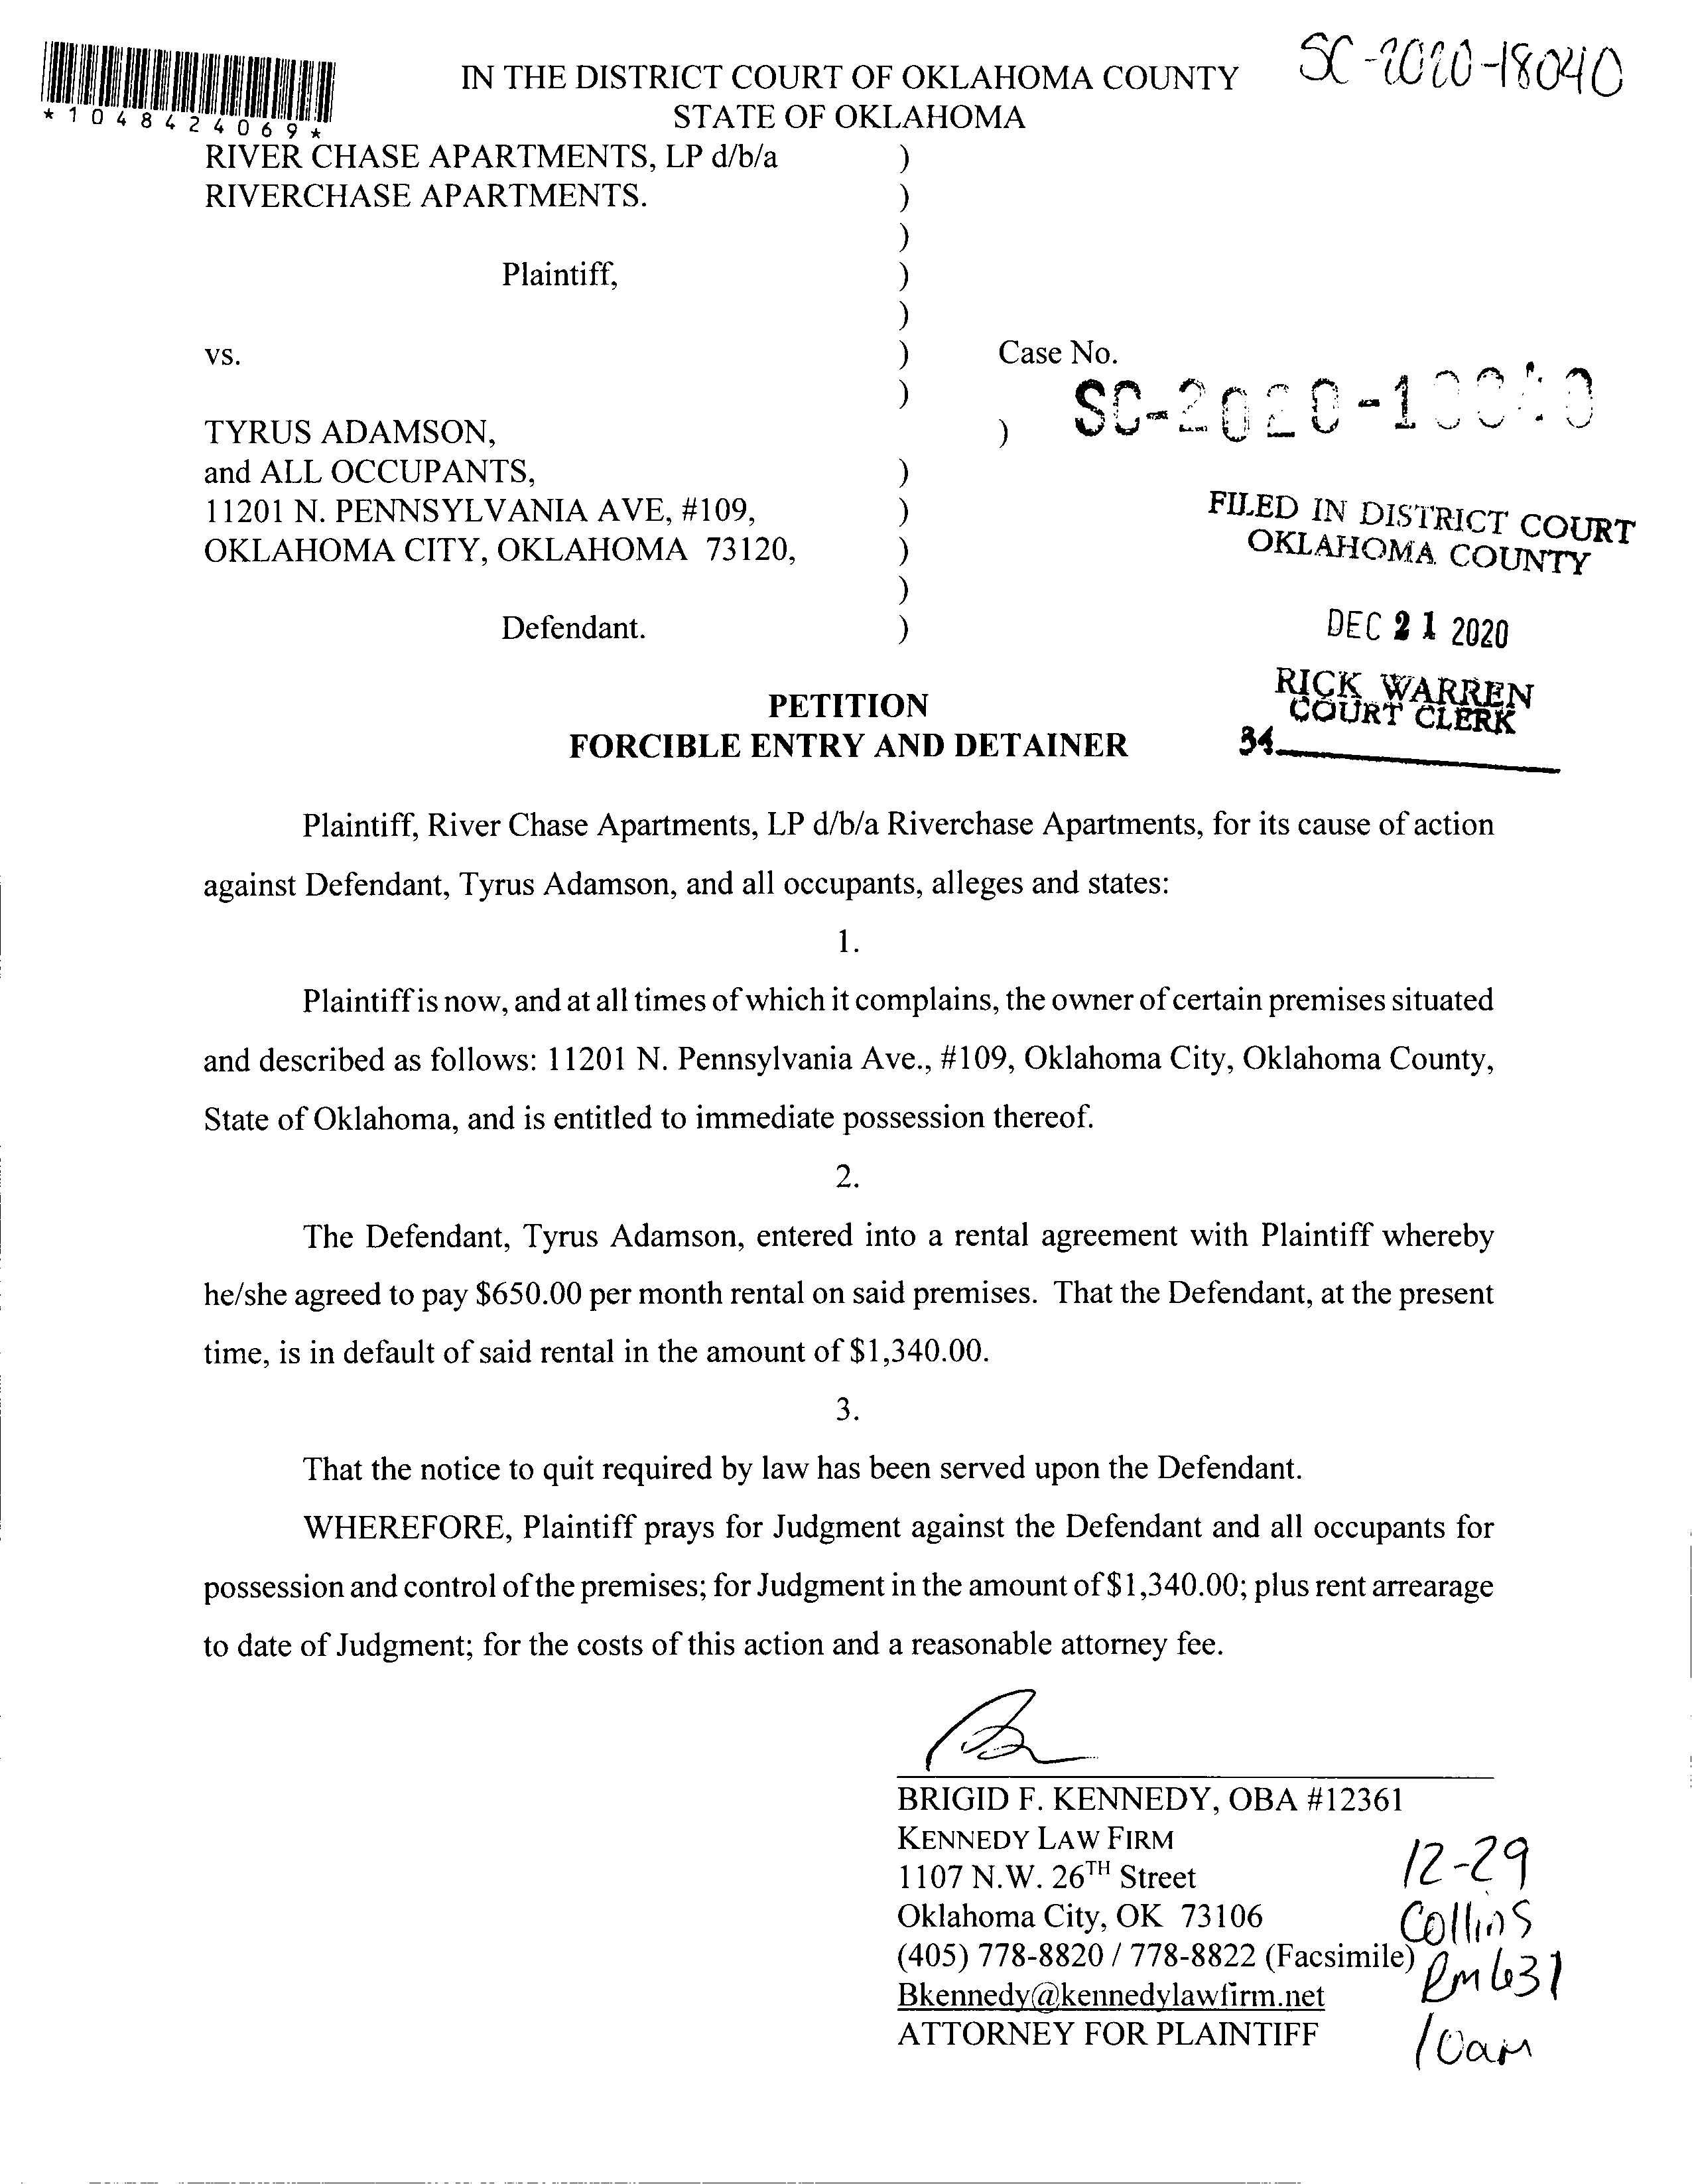 SC-2020-18040
*1048424069*
IN THE DISTRICT COURT OF OKLAHOMA COUNTY
STATE OF OKLAHOMA
RIVER CHASE APARTMENTS, LP d/b/a )
RIVERCHASE APARTMENTS. )
)
Plaintiff, )
)
vs. ) Case No.
)
SC-2020-1
TYRUS ADAMSON, )
and ALL OCCUPANTS, )
11201 N. PENNSYLVANIA AVE, #109, )
OKLAHOMA CITY, OKLAHOMA 73120, )
)
Defendant. )
FILED IN DISTRICT COURT
OKLAHOMA COUNTY
DEC 21 2020
RICK WARREN
COURT CLERK
34
PETITION
FORCIBLE ENTRY AND DETAINER
Plaintiff, River Chase Apartments, LP d/b/a Riverchase Apartments, for its cause of action
against Defendant, Tyrus Adamson, and all occupants, alleges and states:
1.
Plaintiff is now, and at all times of which it complains, the owner of certain premises situated
and described as follows: 11201 N. Pennsylvania Ave., #109, Oklahoma City, Oklahoma County,
State of Oklahoma, and is entitled to immediate possession thereof.
2.
The Defendant, Tyrus Adamson, entered into a rental agreement with Plaintiff whereby
he/she agreed to pay $650.00 per month rental on said premises. That the Defendant, at the present
time, is in default of said rental in the amount of $1,340.00.
3.
That the notice to quit required by law has been served upon the Defendant.
WHEREFORE, Plaintiff prays for Judgment against the Defendant and all occupants for
possession and control of the premises; for Judgment in the amount of $1,340.00; plus rent arrearage
to date of Judgment; for the costs of this action and a reasonable attorney fee.
BRIGID F. KENNEDY, OBA #12361
KENNEDY LAW FIRM
1107 N.W. 26TH Street
Oklahoma City, OK 73106
(405) 778-8820 / 778-8822 (Facsimile)
Bkennedy@kennedylawfirm.net
ATTORNEY FOR PLAINTIFF
12-29
Collins
Rm 631
10am